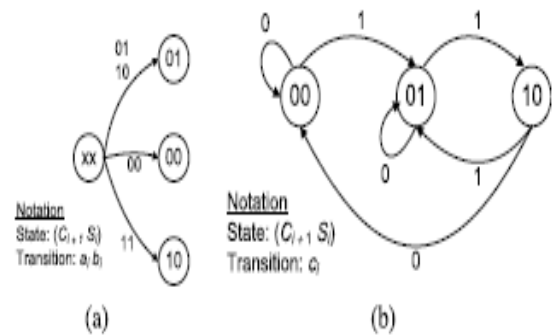 01
10
01
xx
00
00
11
10
Notation
State: (C_{i+1} S_i)
Transition: a_i b_i
(a)
0
1
1
00
01
10
0
1
0
Notation
State: (C_{i+1} S_i)
Transition: c_i
(b)